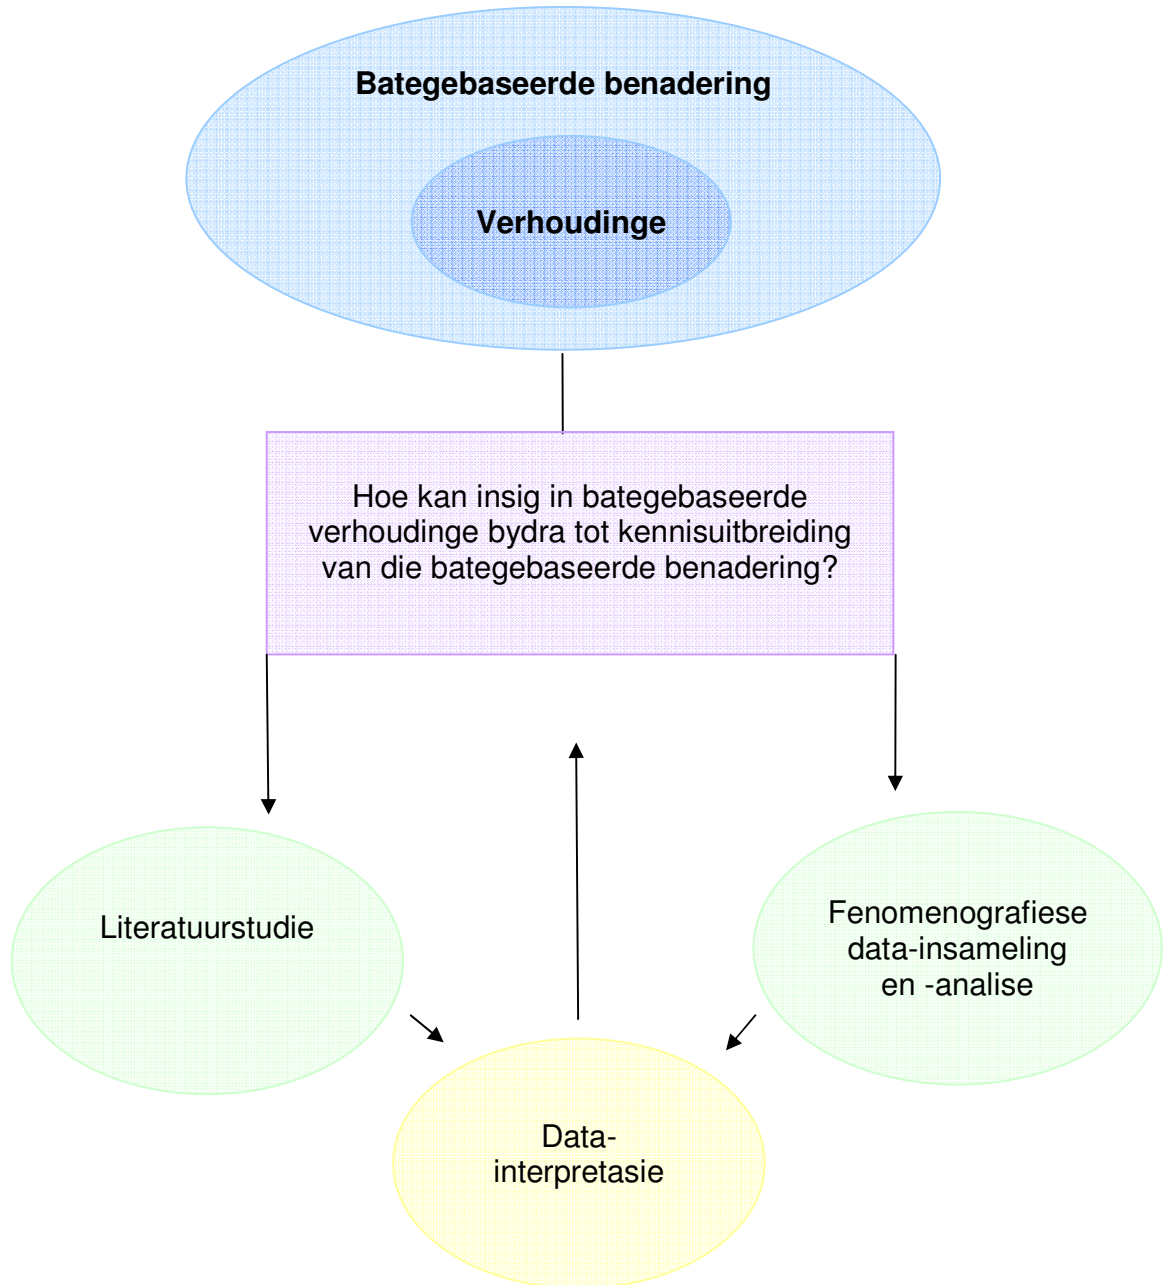 Bategebaseerde benadering
Verhoudinge
Hoe kan insig in bategebaseerde
verhoudinge bydra tot kennisuitbreiding
van die bategebaseerde benadering?
Literatuurstudie
Fenomenografiese
data-insameling
en -analise
Data-
interpretasie